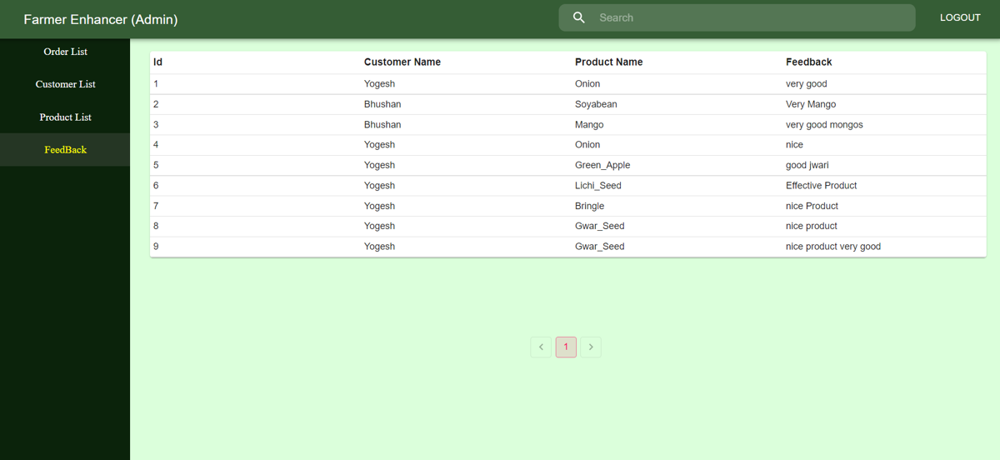 Farmer Enhancer (Admin) Search LOGOUT
Order List
Customer List
Product List
FeedBack
Id Customer Name Product Name Feedback
1 Yogesh Onion very good
2 Bhushan Soyabean Very Mango
3 Bhushan Mango very good mongos
4 Yogesh Onion nice
5 Yogesh Green_Apple good jwari
6 Yogesh Lichi_Seed Effective Product
7 Yogesh Bringle nice Product
8 Yogesh Gwar_Seed nice product
9 Yogesh Gwar_Seed nice product very good
1